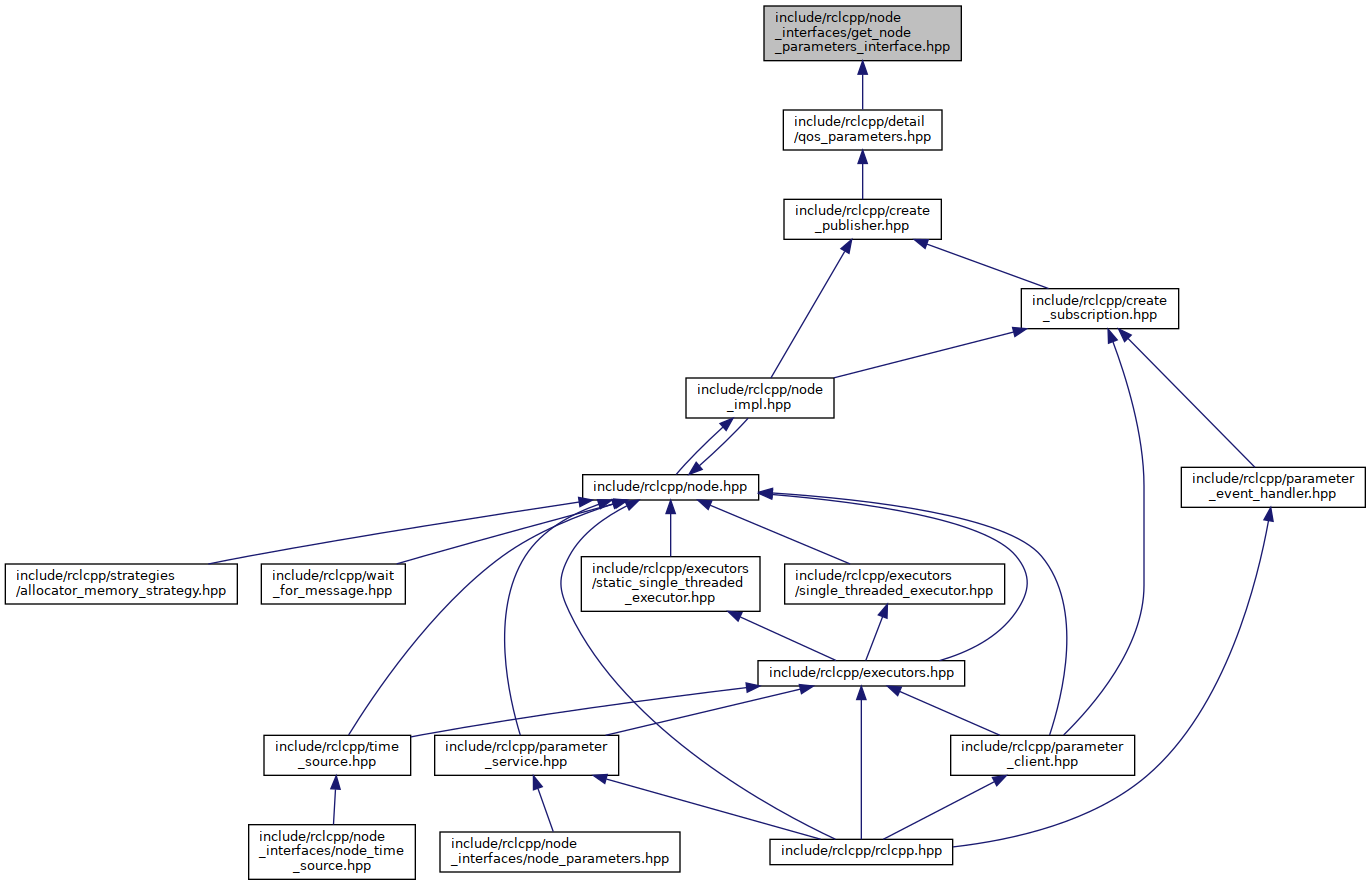 include/rclcpp/node
_interfaces/get_node
_parameters_interface.hpp
include/rclcpp/detail
/qos_parameters.hpp
include/rclcpp/create
_publisher.hpp
include/rclcpp/create
_subscription.hpp
include/rclcpp/node
_impl.hpp
include/rclcpp/node.hpp
include/rclcpp/parameter
_event_handler.hpp
include/rclcpp/strategies
/allocator_memory_strategy.hpp
include/rclcpp/wait
_for_message.hpp
include/rclcpp/executors
/static_single_threaded
_executor.hpp
include/rclcpp/executors
/single_threaded_executor.hpp
include/rclcpp/executors.hpp
include/rclcpp/time
_source.hpp
include/rclcpp/parameter
_service.hpp
include/rclcpp/parameter
_client.hpp
include/rclcpp/node
_interfaces/node_time
_source.hpp
include/rclcpp/node
_interfaces/node_parameters.hpp
include/rclcpp/rclcpp.hpp